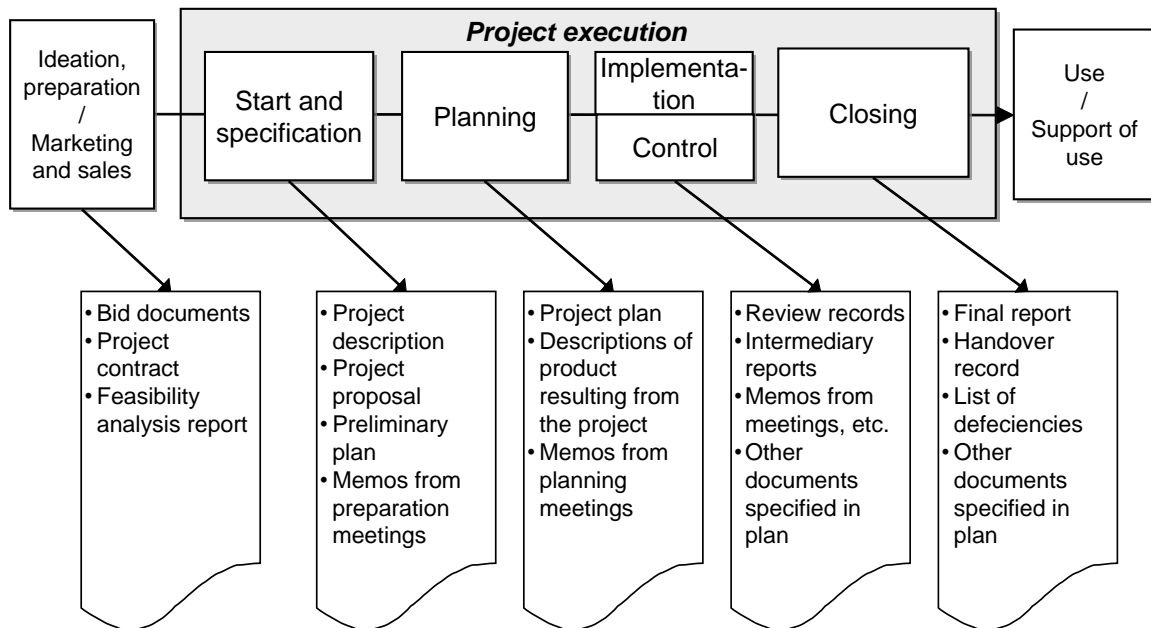 Project execution
Ideation,
preparation
/
Marketing
and sales
Start and
specification
Planning
Implementa-
tion
Control
Closing
Use
/
Support of
use
• Bid documents
• Project
contract
• Feasibility
analysis report
• Project
description
• Project
proposal
• Preliminary
plan
• Memos from
preparation
meetings
• Project plan
• Descriptions of
product
resulting from
the project
• Memos from
planning
meetings
• Review records
• Intermediary
reports
• Memos from
meetings, etc.
• Other
documents
specified in
plan
• Final report
• Handover
record
• List of
defeciencies
• Other
documents
specified in
plan